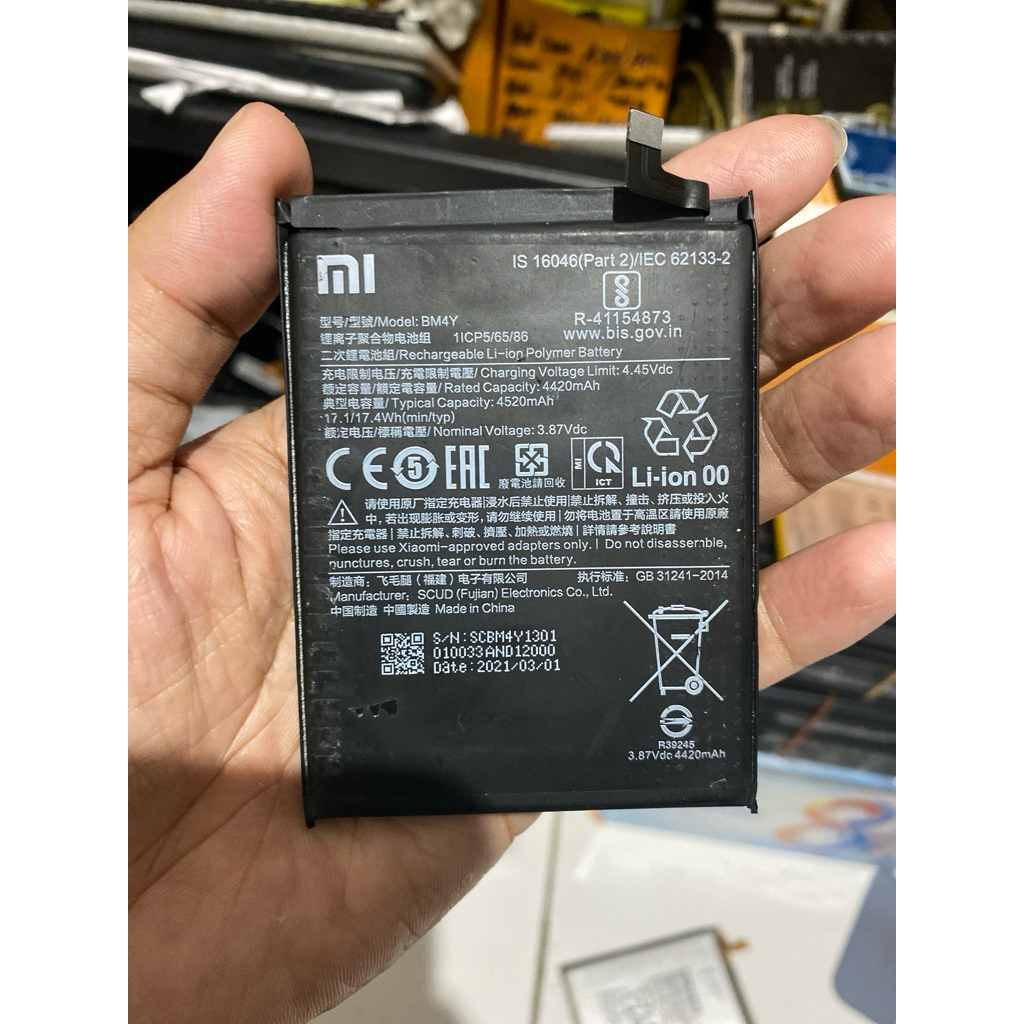 MI
IS 16046(Part 2)/IEC 62133-2
R-41154873
www.bis.gov.in
型号/型號/Model: BM4Y
锂离子聚合物电池组 1ICP5/65/86
二次鋰電池組/Rechargeable Li-ion Polymer Battery
充电限制电压/充電限制電壓/ Charging Voltage Limit: 4.45Vdc
额定容量/額定電容量/ Rated Capacity: 4420mAh
典型电容量/ Typical Capacity: 4520mAh
17.1/17.4Wh(min/typ)
额定电压/標稱電壓/ Nominal Voltage: 3.87Vdc
CE 5 EAC 廢電池請回收 MI ICT Li-ion 00
请使用原厂指定充电器|浸水后禁止使用|禁止拆解、撞击、挤压或投入火
中,若出现膨胀或变形,请勿继续使用 | 勿将电池置于高温区請使用原廠
指定充電器 | 禁止拆解、刺破、擠壓、加熱或燃燒 | 詳情請參考說明書
Please use Xiaomi-approved adapters only. | Do not disassemble,
punctures, crush, tear or burn the battery.
制造商: 飞毛腿(福建)电子有限公司 执行标准: GB 31241-2014
Manufacturer: SCUD (Fujian) Electronics Co., Ltd.
中国制造 中國製造 Made in China
S/N:SCBM4Y1301
010033AND12000
Date:2021/03/01
R39245
3.87Vdc 4420mAh